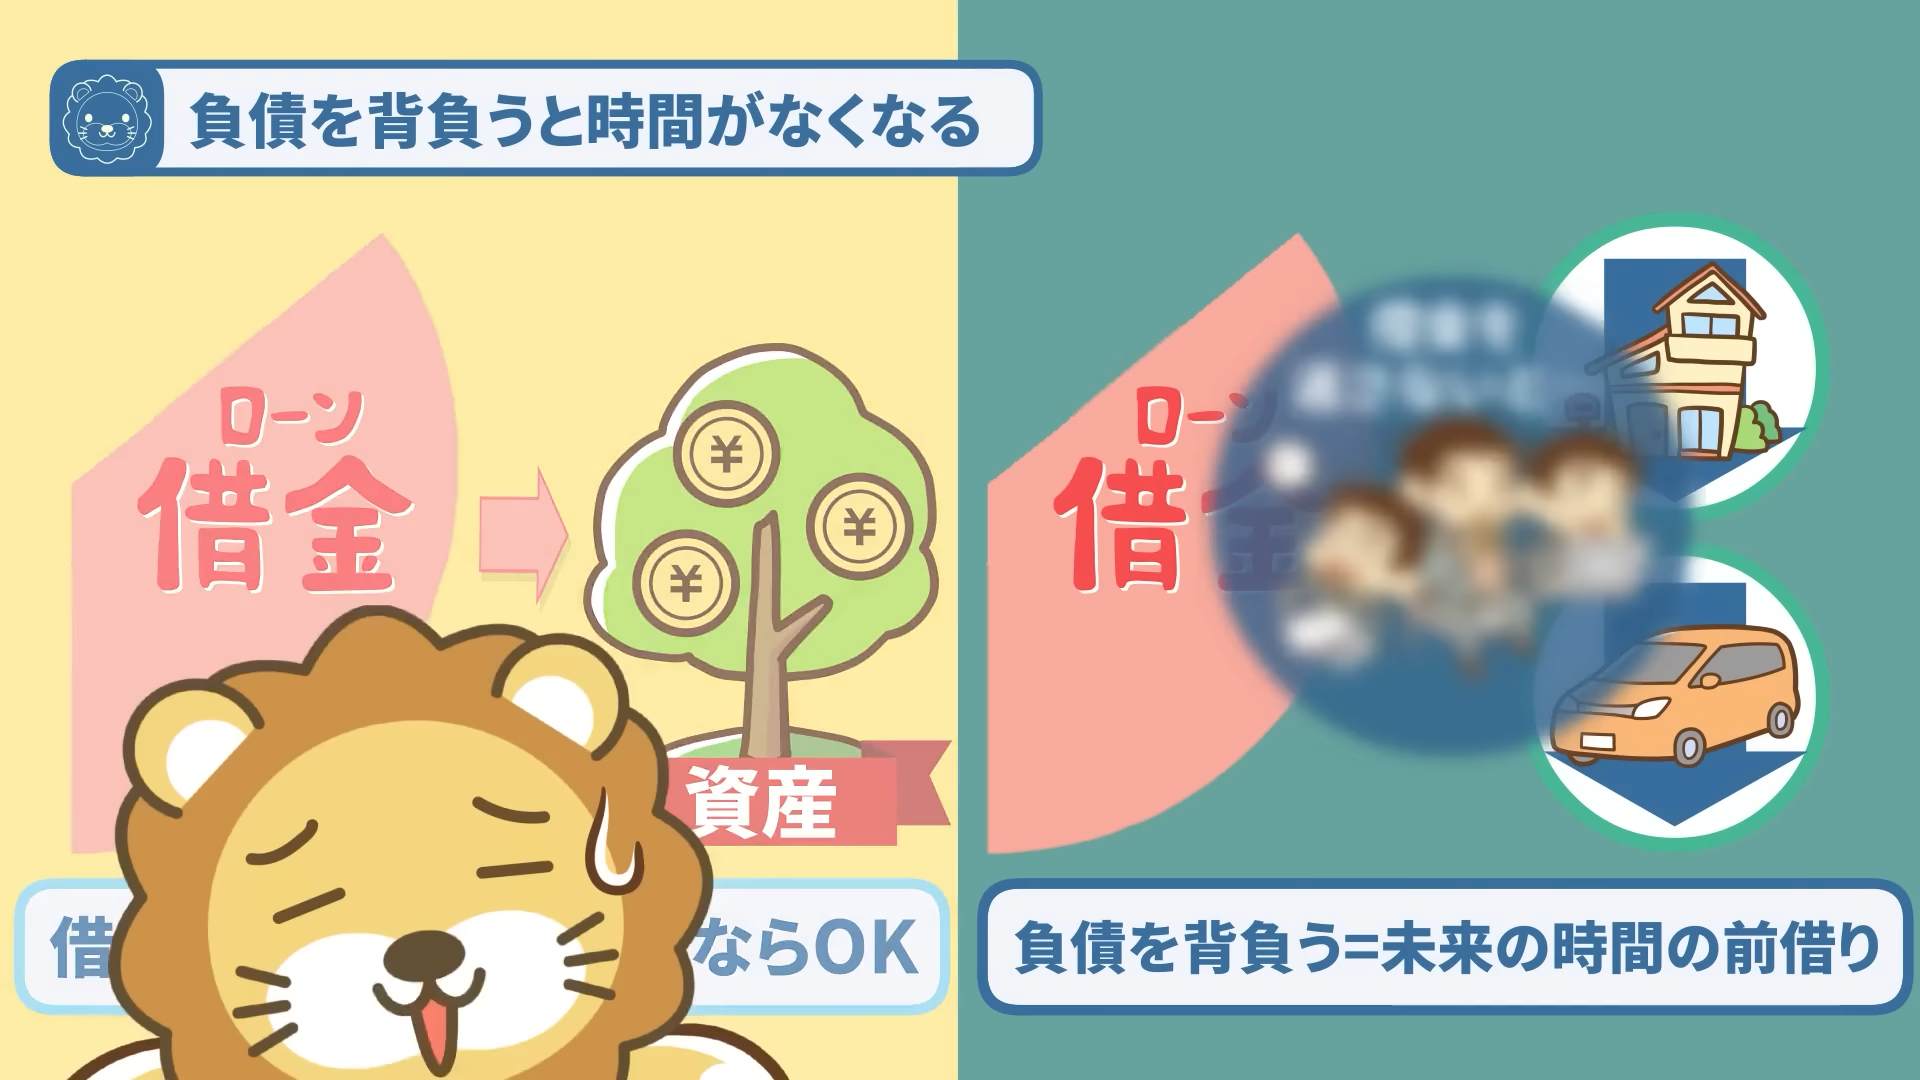 負債を背負うと時間がなくなる
ローン
借金
¥
¥
¥
資産
借
ならOK
ローン
借金
負債を背負う=未来の時間の前借り